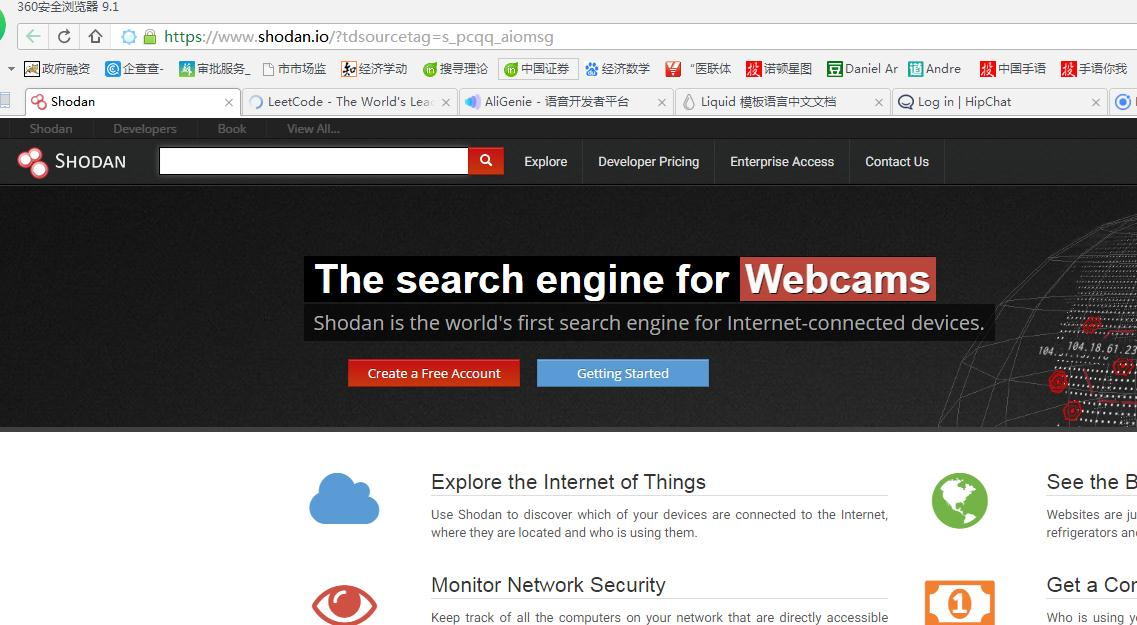 360安全浏览器 9.1
https://www.shodan.io/?tdsourcetag=s_pcqq_aiomsg
政府融资 企查查- 审批服务_ 市市场监 经济学动 搜寻理论 中国证券 经济数学 “医联体 诺顿星图 Daniel Ar Andre 中国手语 手语你我
Shodan LeetCode - The World's Lea AliGenie - 语音开发者平台 Liquid 模板语言中文文档 Log in | HipChat
Shodan Developers Book View All...
SHODAN Explore Developer Pricing Enterprise Access Contact Us
The search engine for Webcams
Shodan is the world's first search engine for Internet-connected devices.
104.18.61.23
104.
Create a Free Account Getting Started
Explore the Internet of Things
Use Shodan to discover which of your devices are connected to the Internet,
where they are located and who is using them.
See the B
Websites are ju
refrigerators an
Monitor Network Security
Keep track of all the computers on your network that are directly accessible
1
Get a Cor
Who is using y